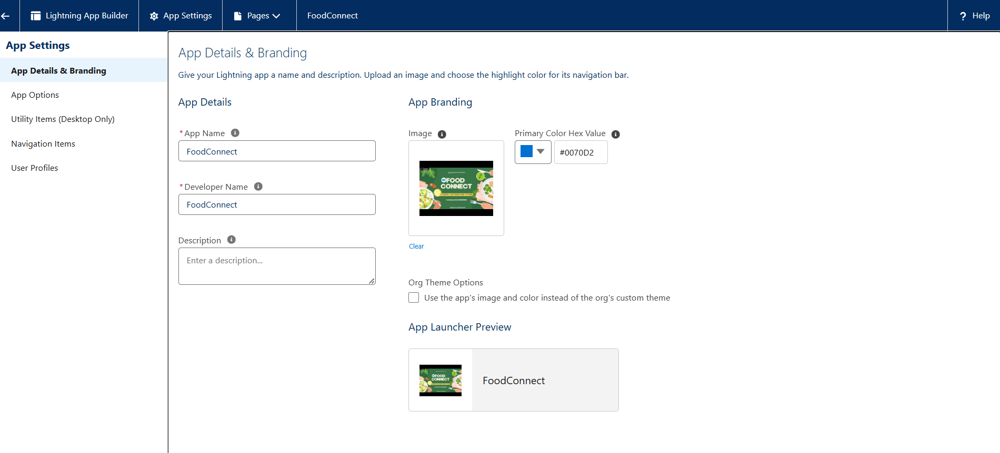 Lightning App Builder
App Settings
Pages
FoodConnect
? Help
App Settings
App Details & Branding
App Options
Utility Items (Desktop Only)
Navigation Items
User Profiles
App Details & Branding
Give your Lightning app a name and description. Upload an image and choose the highlight color for its navigation bar.
App Details
* App Name
FoodConnect
* Developer Name
FoodConnect
Description
Enter a description...
App Branding
Image
FOOD
CONNECT
Clear
Primary Color Hex Value
#0070D2
Org Theme Options
Use the app's image and color instead of the org's custom theme
App Launcher Preview
FOOD
CONNECT
FoodConnect